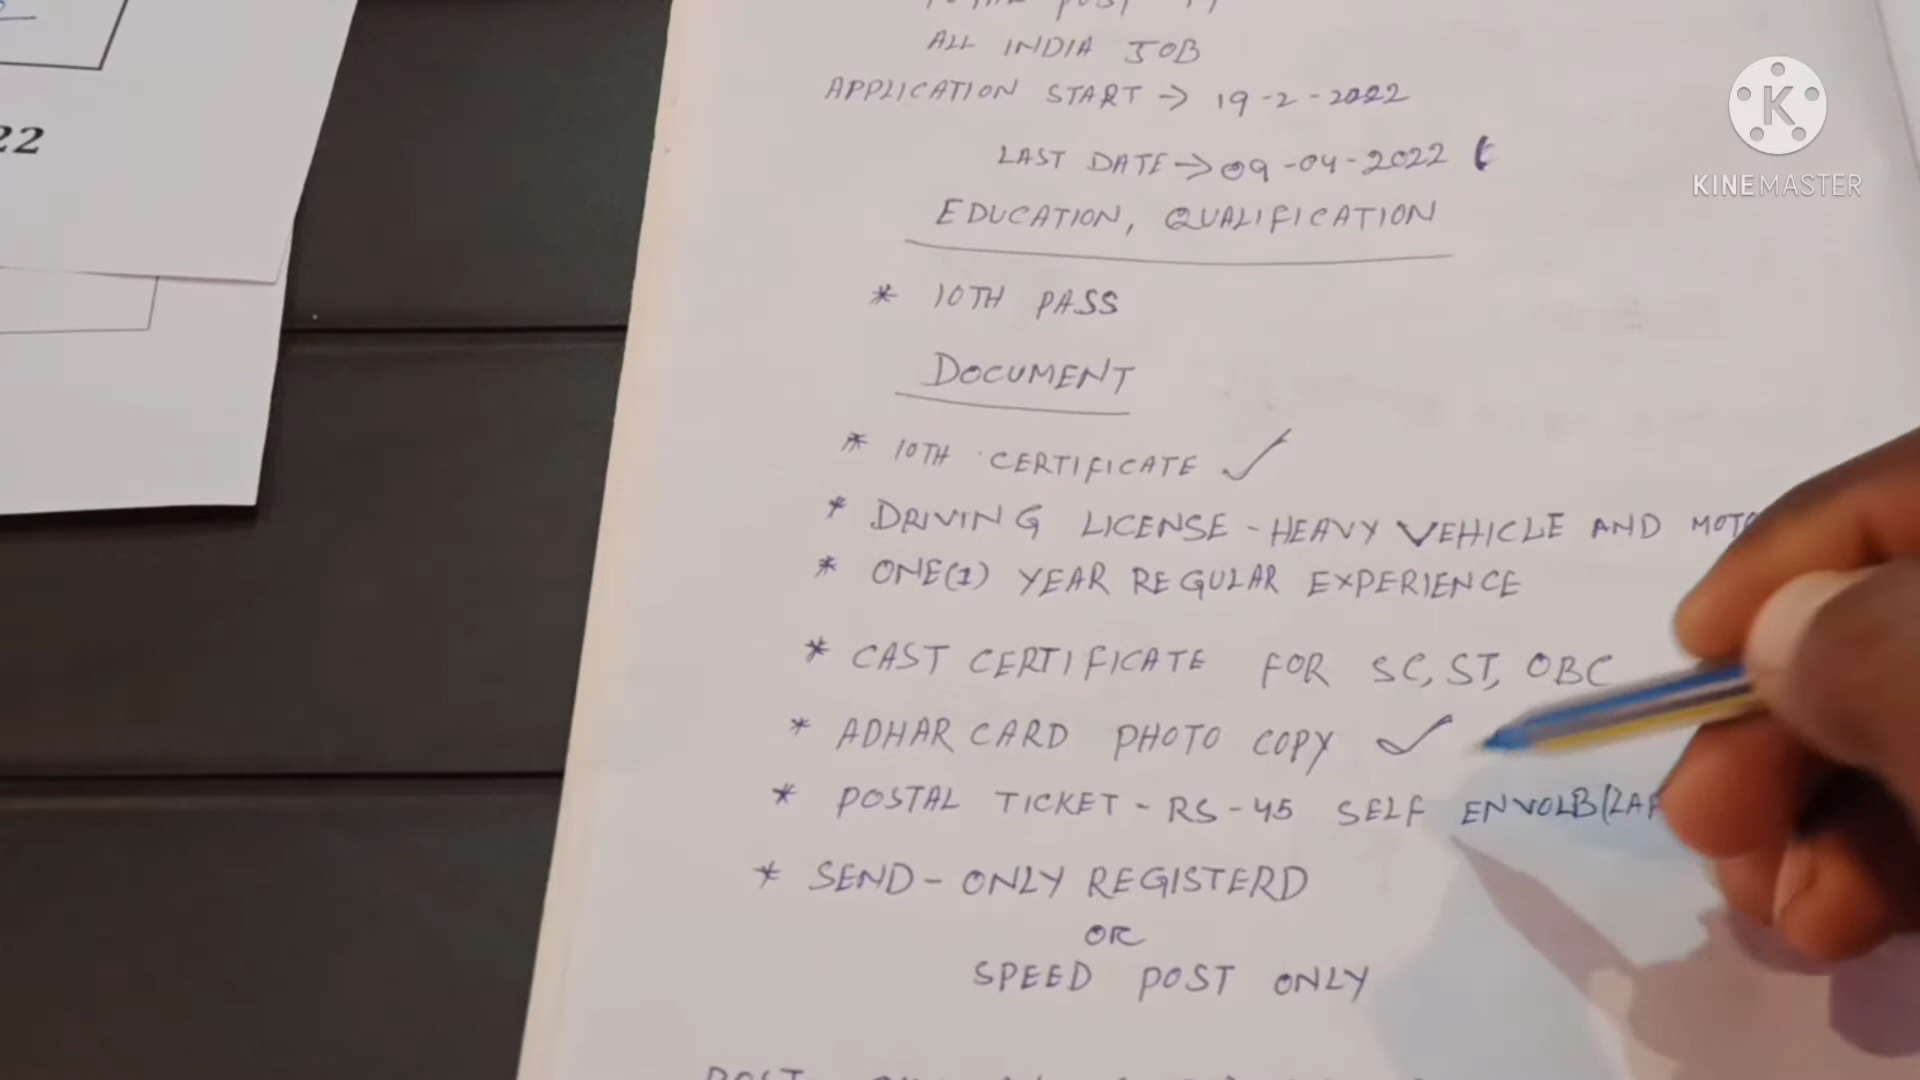 22
ALL INDIA JOB
APPLICATION START → 19-2-2022
LAST DATE → 09-04-2022 (
EDUCATION, QUALIFICATION
* 10TH PASS
DOCUMENT
* 10TH CERTIFICATE ✓
* DRIVING LICENSE - HEAVY VEHICLE AND
* ONE(1) YEAR REGULAR EXPERIENCE
* CAST CERTIFICATE FOR SC, ST, OBC
* ADHAR CARD PHOTO COPY ✓
* POSTAL TICKET - RS - 45 SELF ENVOLB
* SEND - ONLY REGISTERD
OR
SPEED POST ONLY
K
KINEMASTER